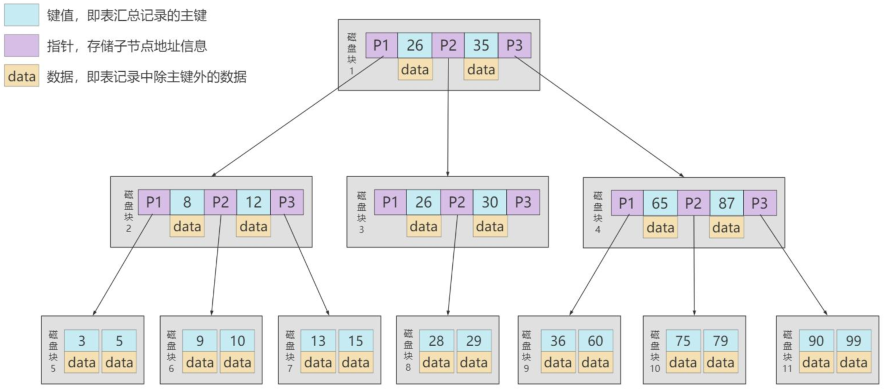 键值，即表汇总记录的主键
指针，存储子节点地址信息
data 数据，即表记录中除主键外的数据
磁盘块1 P1 26 P2 35 P3
data data
磁盘块2 P1 8 P2 12 P3
data data
磁盘块3 P1 26 P2 30 P3
data data
磁盘块4 P1 65 P2 87 P3
data data
磁盘块5 3 5
data data
磁盘块6 9 10
data data
磁盘块7 13 15
data data
磁盘块8 28 29
data data
磁盘块9 36 60
data data
磁盘块10 75 79
data data
磁盘块11 90 99
data data